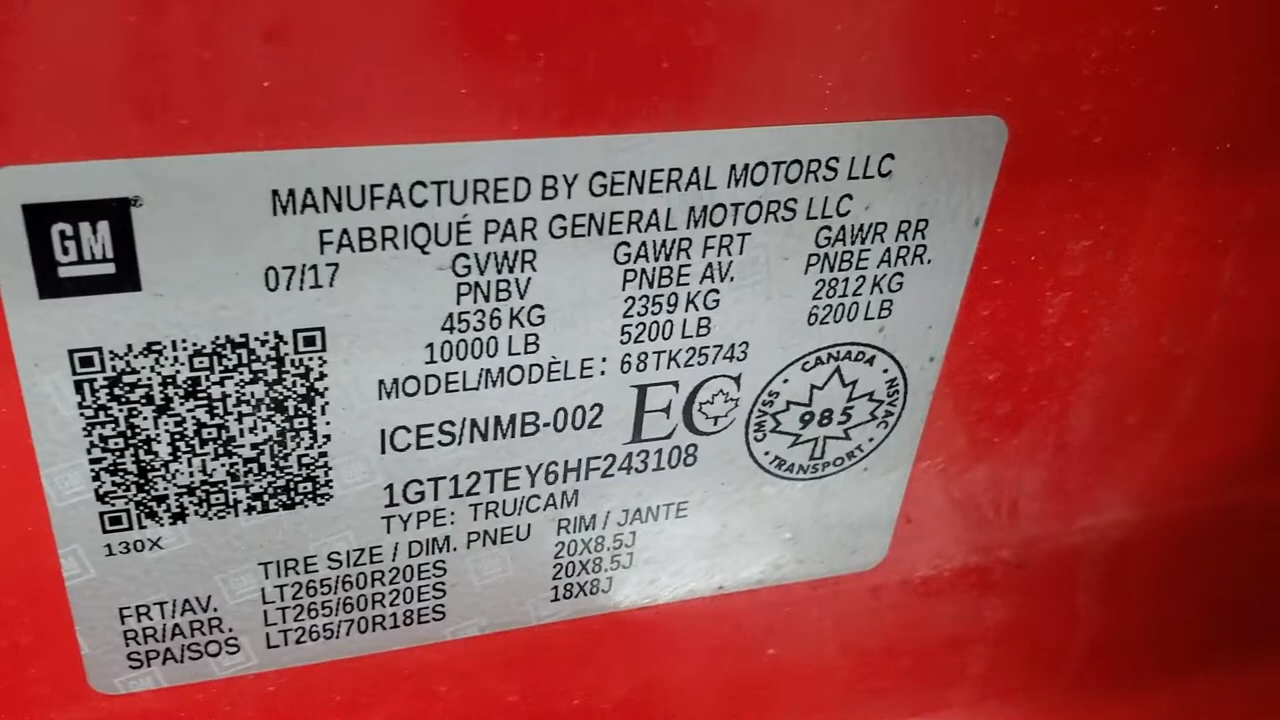 GM
MANUFACTURED BY GENERAL MOTORS LLC
FABRIQUÉ PAR GENERAL MOTORS LLC
07/17
GVWR
PNBV
4536 KG
10000 LB
GAWR FRT
PNBE AV.
2359 KG
5200 LB
GAWR RR
PNBE ARR.
2812 KG
6200 LB
MODEL/MODÈLE: 68TK25743
ICES/NMB-002
EC
CANADA
CMVSS
985
NSVAC
TRANSPORT
1GT12TEY6HF243108
TYPE: TRU/CAM
130X
TIRE SIZE / DIM. PNEU RIM / JANTE
FRT/AV. LT265/60R20ES 20X8.5J
RR/ARR. LT265/60R20ES 20X8.5J
SPA/SOS LT265/70R18ES 18X8J